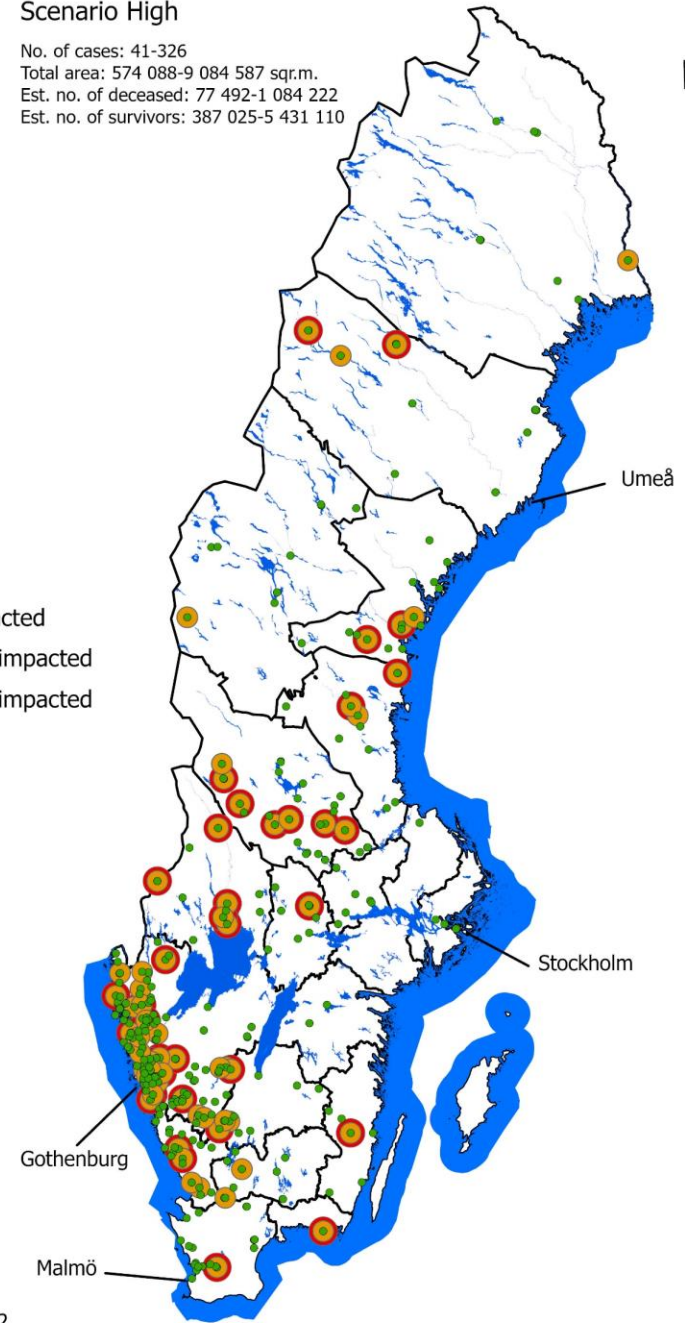 Scenario High
No. of cases: 41-326
Total area: 574 088-9 084 587 sqr.m.
Est. no. of deceased: 77 492-1 084 222
Est. no. of survivors: 387 025-5 431 110
Umeå
impacted
impacted
Stockholm
Gothenburg
Malmö